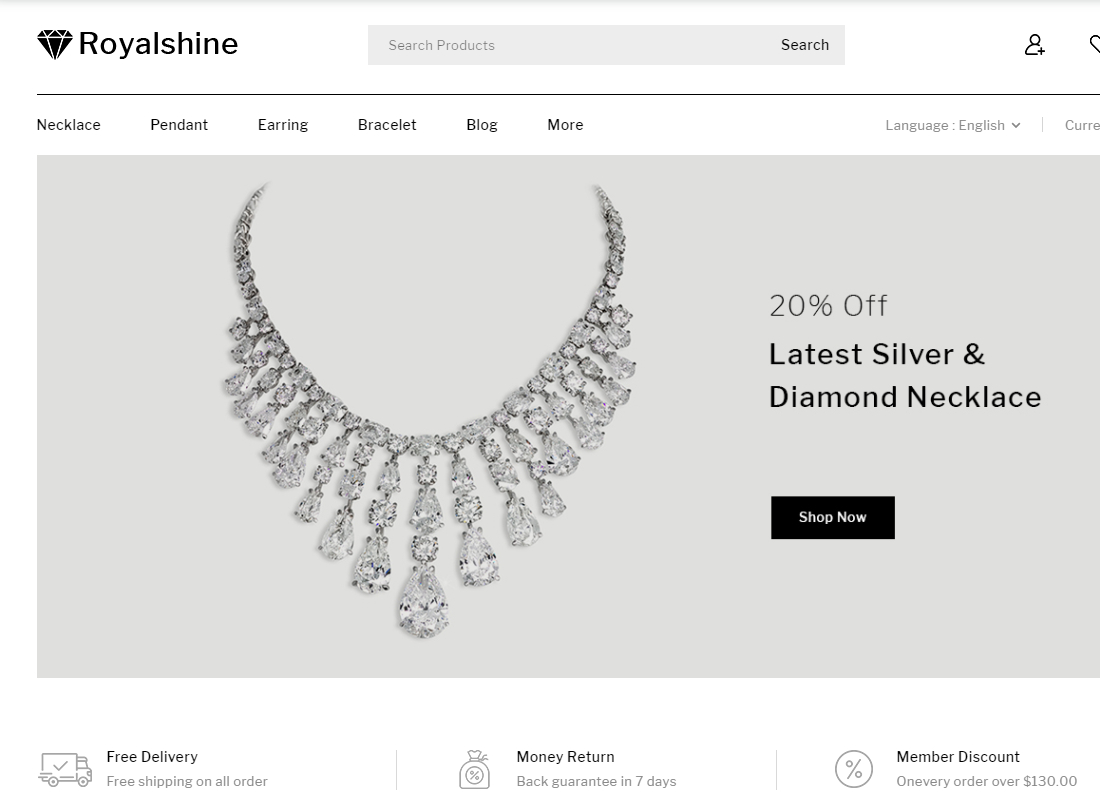 Royalshine
Search Products
Search
Necklace
Pendant
Earring
Bracelet
Blog
More
Language : English
Curre
20% Off
Latest Silver &
Diamond Necklace
Shop Now
Free Delivery
Free shipping on all order
Money Return
Back guarantee in 7 days
Member Discount
Onevery order over $130.00